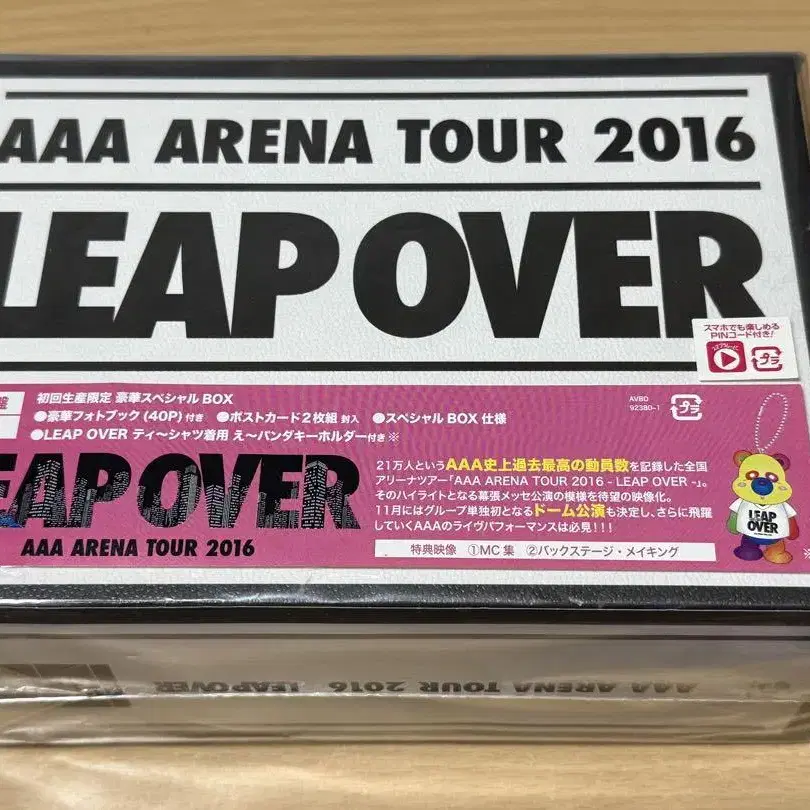 AAA ARENA TOUR 2016
LEAP OVER
スマホでも楽しめる
PINコード付き!
プラ
盤
初回生産限定 豪華スペシャルBOX
●豪華フォトブック(40P)付き ●ポストカード2枚組 封入 ●スペシャルBOX仕様
●LEAP OVER ティ〜シャツ着用 え〜パンダキーホルダー付き※
AVBD
92380-1
プラ
LEAP OVER
AAA ARENA TOUR 2016
21万人というAAA史上過去最高の動員数を記録した全国
アリーナツアー「AAA ARENA TOUR 2016 - LEAP OVER -」。
そのハイライトとなる幕張メッセ公演の模様を待望の映像化。
11月にはグループ単独初となるドーム公演も決定し、さらに飛躍
していくAAAのライヴパフォーマンスは必見!!!
特典映像 ①MC集 ②バックステージ・メイキング
LEAP
OVER
※
AAA ARENA TOUR 2016 LEAP OVER